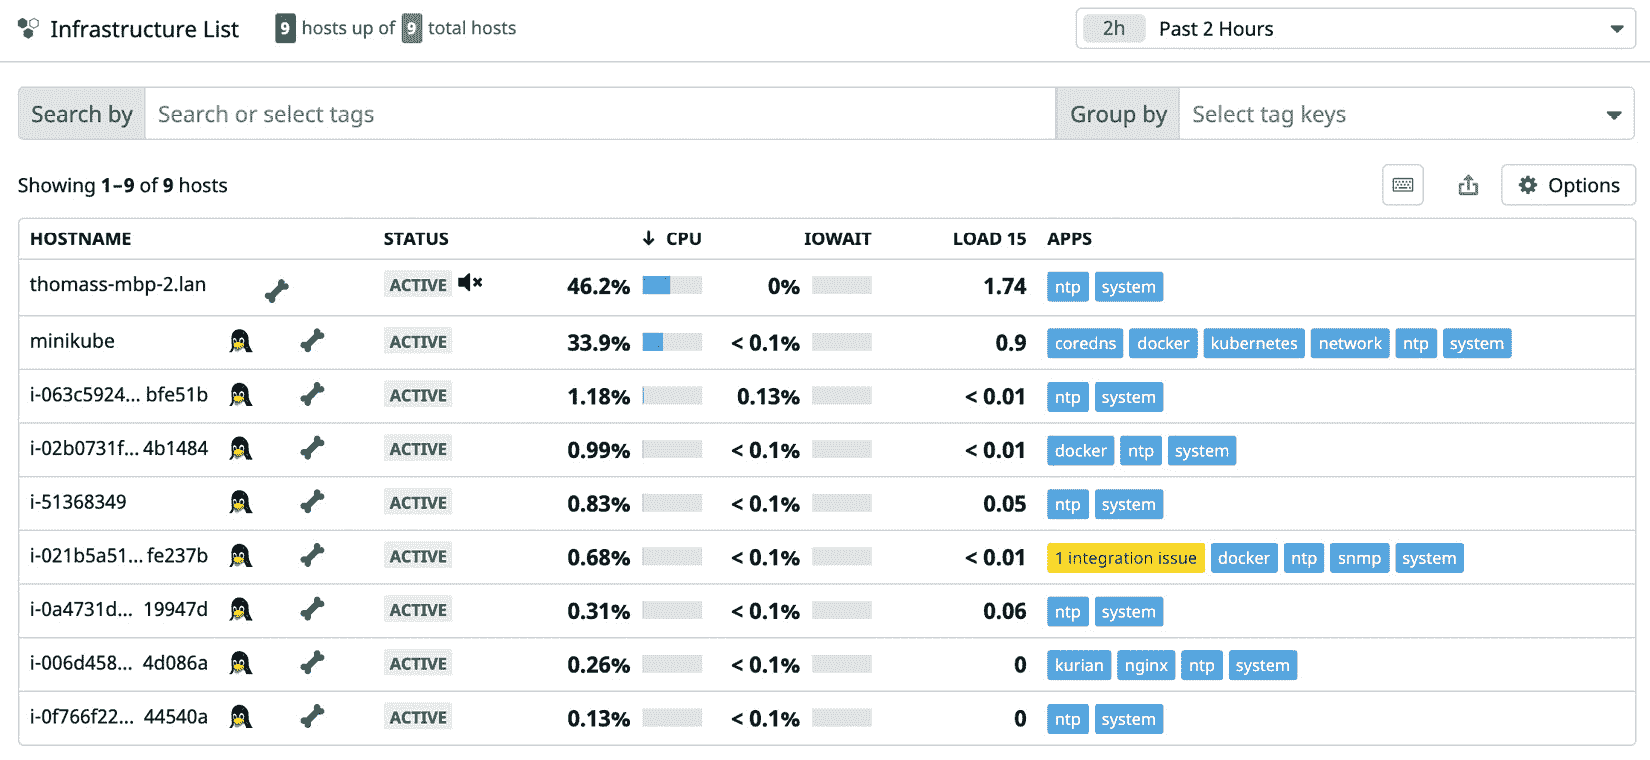 Infrastructure List 9 hosts up of 9 total hosts 2h Past 2 Hours
Search by Search or select tags Group by Select tag keys
Showing 1–9 of 9 hosts Options
HOSTNAME STATUS ↓ CPU IOWAIT LOAD 15 APPS
thomass-mbp-2.lan ACTIVE 46.2% 0% 1.74 ntp system
minikube ACTIVE 33.9% < 0.1% 0.9 coredns docker kubernetes network ntp system
i-063c5924... bfe51b ACTIVE 1.18% 0.13% < 0.01 ntp system
i-02b0731f... 4b1484 ACTIVE 0.99% < 0.1% < 0.01 docker ntp system
i-51368349 ACTIVE 0.83% < 0.1% 0.05 ntp system
i-021b5a51... fe237b ACTIVE 0.68% < 0.1% < 0.01 1 integration issue docker ntp snmp system
i-0a4731d... 19947d ACTIVE 0.31% < 0.1% 0.06 ntp system
i-006d458... 4d086a ACTIVE 0.26% < 0.1% 0 kurian nginx ntp system
i-0f766f22... 44540a ACTIVE 0.13% < 0.1% 0 ntp system